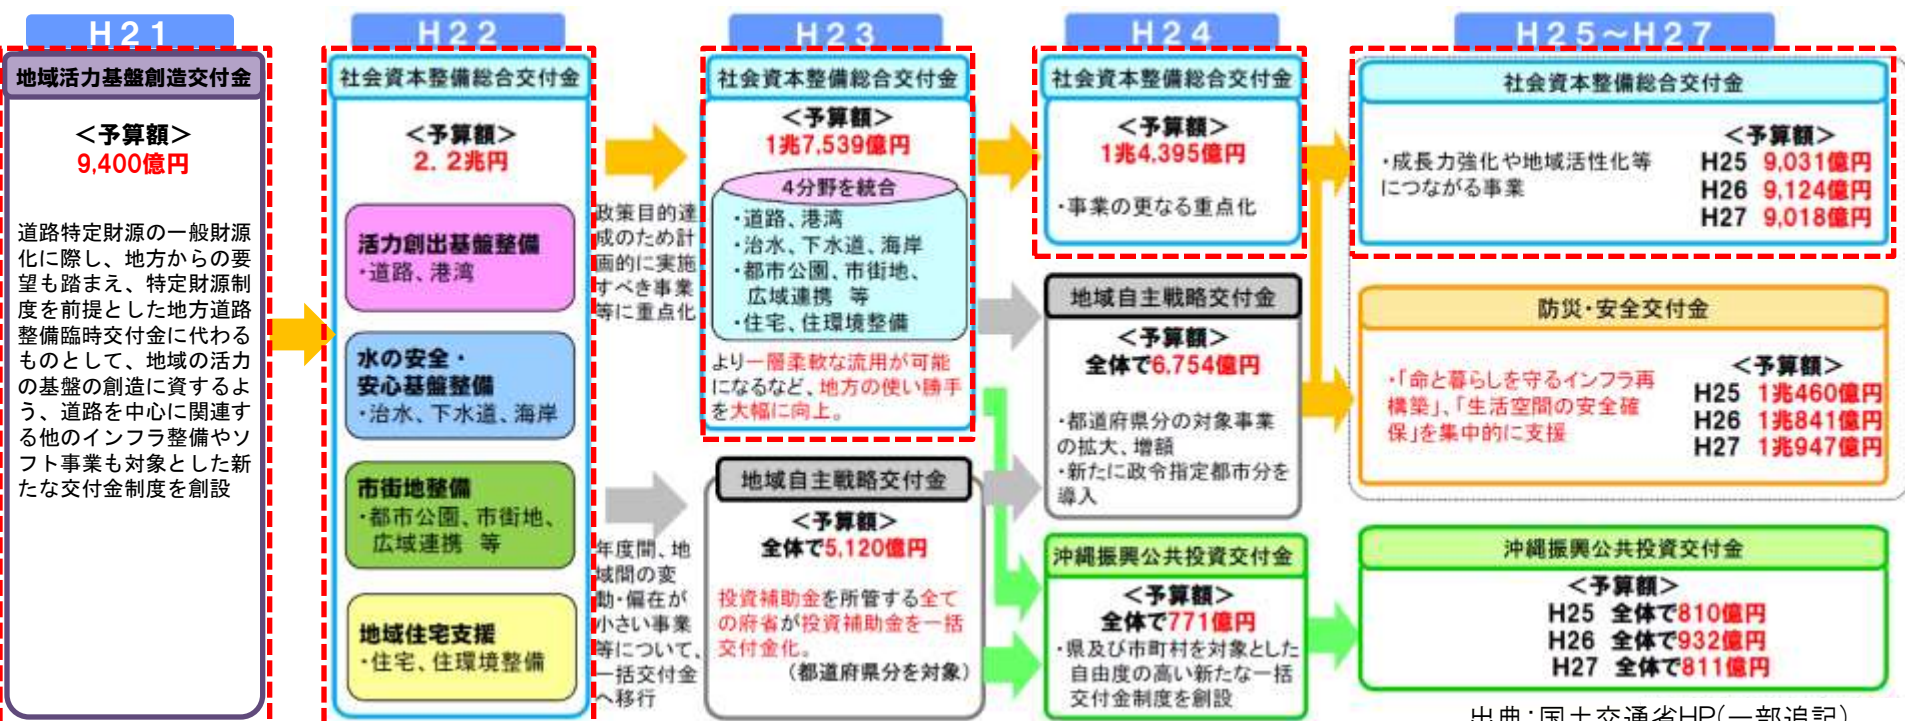 H21
地域活力基盤創造交付金
＜予算額＞
9,400億円
道路特定財源の一般財源
化に際し、地方からの要
望も踏まえ、特定財源制
度を前提とした地方道路
整備臨時交付金に代わる
ものとして、地域の活力
の基盤の創造に資するよ
う、道路を中心に関連す
る他のインフラ整備やソ
フト事業も対象とした新
たな交付金制度を創設
H22
社会資本整備総合交付金
＜予算額＞
2．2兆円
活力創出基盤整備
・道路、港湾
水の安全・
安心基盤整備
・治水、下水道、海岸
市街地整備
・都市公園、市街地、
広域連携　等
地域住宅支援
・住宅、住環境整備
政策目的達
成のため計
画的に実施
すべき事業
等に重点化
年度間、地
域間の変
動・偏在が
小さい事業
等について、
一括交付金
へ移行
H23
社会資本整備総合交付金
＜予算額＞
1兆7,539億円
4分野を統合
・道路、港湾
・治水、下水道、海岸
・都市公園、市街地、
広域連携　等
・住宅、住環境整備
より一層柔軟な流用が可能
になるなど、地方の使い勝手
を大幅に向上。
地域自主戦略交付金
＜予算額＞
全体で5,120億円
投資補助金を所管する全て
の府省が投資補助金を一括
交付金化。
（都道府県分を対象）
H24
社会資本整備総合交付金
＜予算額＞
1兆4,395億円
・事業の更なる重点化
地域自主戦略交付金
＜予算額＞
全体で6,754億円
・都道府県分の対象事業
の拡大、増額
・新たに政令指定都市分を
導入
沖縄振興公共投資交付金
＜予算額＞
全体で771億円
・県及び市町村を対象とした
自由度の高い新たな一括
交付金制度を創設
H25～H27
社会資本整備総合交付金
・成長力強化や地域活性化等
につながる事業
＜予算額＞
H25 9,031億円
H26 9,124億円
H27 9,018億円
防災・安全交付金
・「命と暮らしを守るインフラ再
構築」、「生活空間の安全確
保」を集中的に支援
＜予算額＞
H25 1兆460億円
H26 1兆841億円
H27 1兆947億円
沖縄振興公共投資交付金
＜予算額＞
H25 全体で810億円
H26 全体で932億円
H27 全体で811億円
出典：国土交通省HP（一部追記）